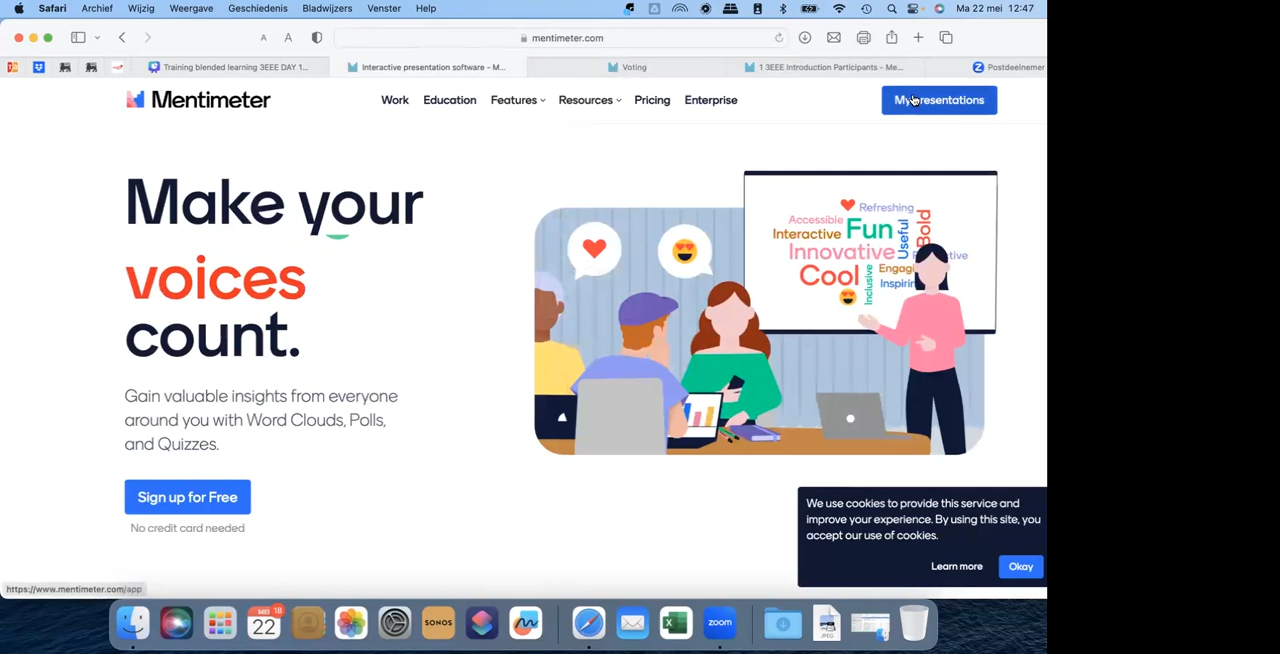 Safari Archief Wijzig Weergave Geschiedenis Bladwijzers Venster Help Ma 22 mei 12:47
A A mentimeter.com
Training blended learning 3EEE DAY 1... Interactive presentation software - M... Voting 1 3EEE Introduction Participants - Me... Postdeelnemer
Mentimeter Work Education Features Resources Pricing Enterprise My presentations
Make your
voices
count.
Gain valuable insights from everyone
around you with Word Clouds, Polls,
and Quizzes.
Sign up for Free
No credit card needed
Refreshing
Accessible
Interactive Fun Useful Bold
Innovative
Cool Inclusive
We use cookies to provide this service and
improve your experience. By using this site, you
accept our use of cookies.
Learn more Okay
https://www.mentimeter.com/app
MEI 18
22
SONOS
X
zoom
JPEG